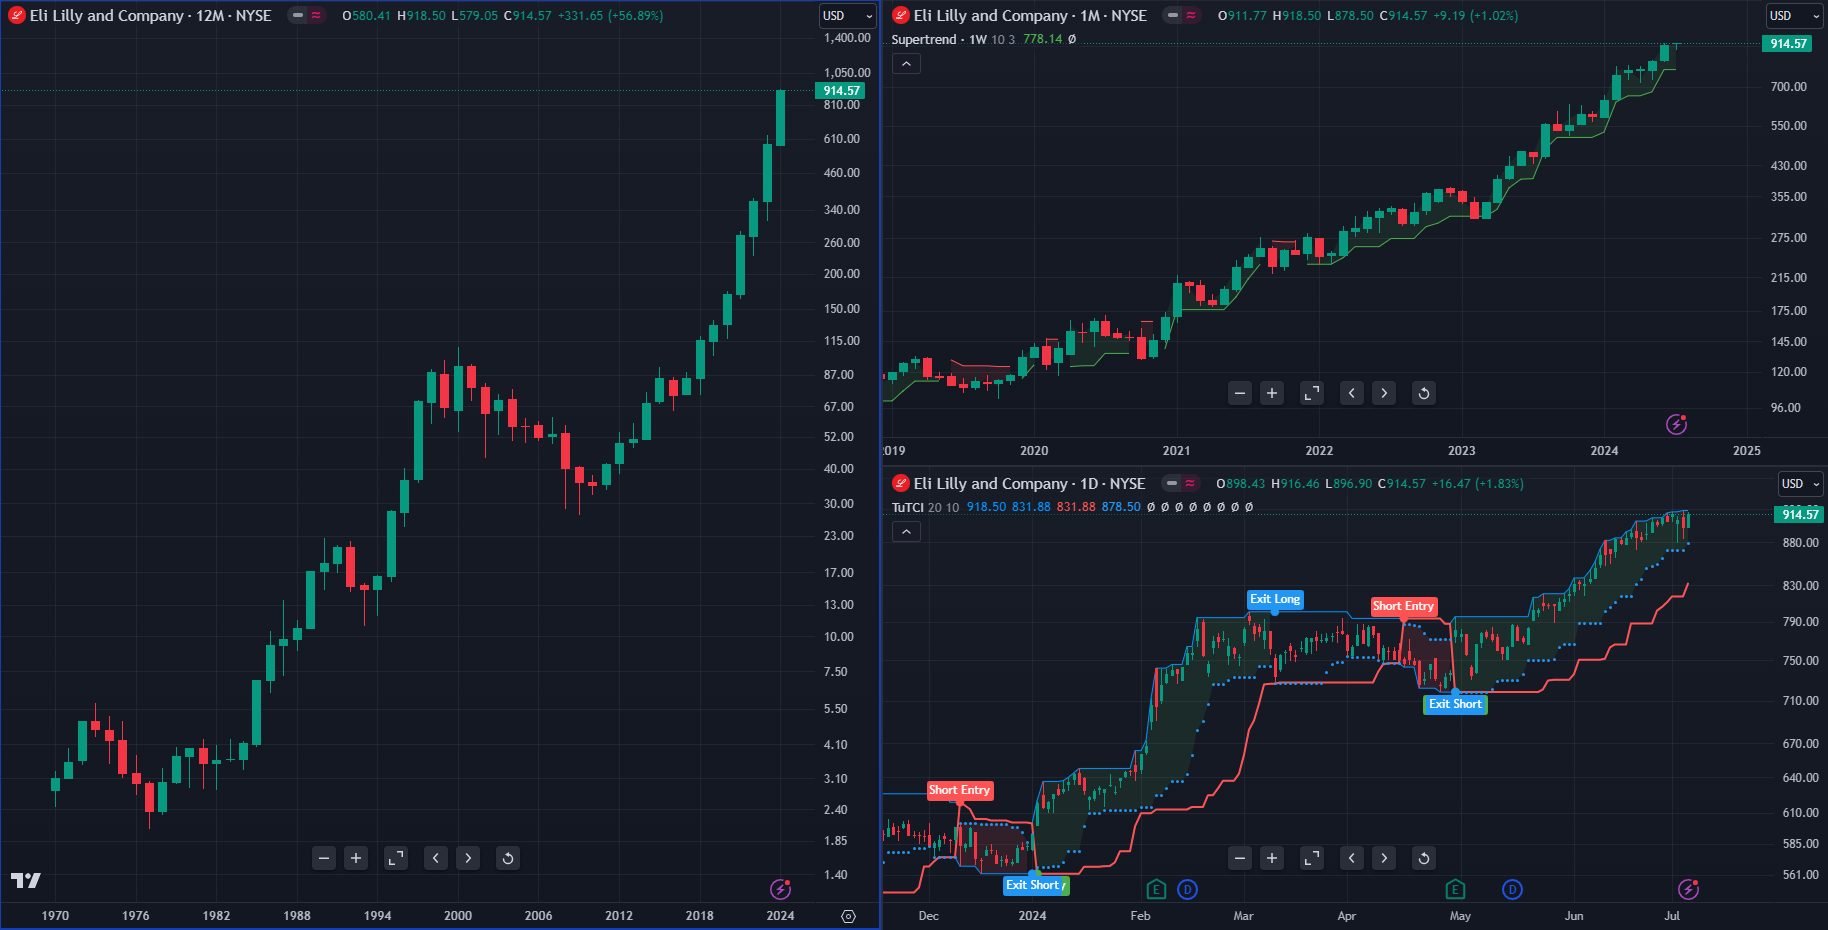 Eli Lilly and Company · 12M · NYSE O580.41 H918.50 L579.05 C914.57 +331.65 (+56.89%)
USD
1,400.00
1,050.00
914.57
810.00
610.00
460.00
340.00
260.00
200.00
150.00
115.00
87.00
67.00
52.00
40.00
30.00
23.00
17.00
13.00
10.00
7.50
5.50
4.10
3.10
2.40
1.85
1.40
1970 1976 1982 1988 1994 2000 2006 2012 2018 2024
Eli Lilly and Company · 1M · NYSE O911.77 H918.50 L878.50 C914.57 +9.19 (+1.02%)
Supertrend · 1W 10 3 778.14 Ø
USD
914.57
700.00
550.00
430.00
355.00
275.00
215.00
175.00
145.00
120.00
96.00
2019 2020 2021 2022 2023 2024 2025
Eli Lilly and Company · 1D · NYSE O898.43 H916.46 L896.90 C914.57 +16.47 (+1.83%)
TuTCI 20 10 918.50 831.88 831.88 878.50 Ø Ø Ø Ø Ø Ø Ø Ø
USD
914.57
880.00
830.00
790.00
750.00
710.00
670.00
640.00
610.00
585.00
561.00
Exit Long
Short Entry
Exit Short
Short Entry
Exit Short /
E D E D
Dec 2024 Feb Mar Apr May Jun Jul